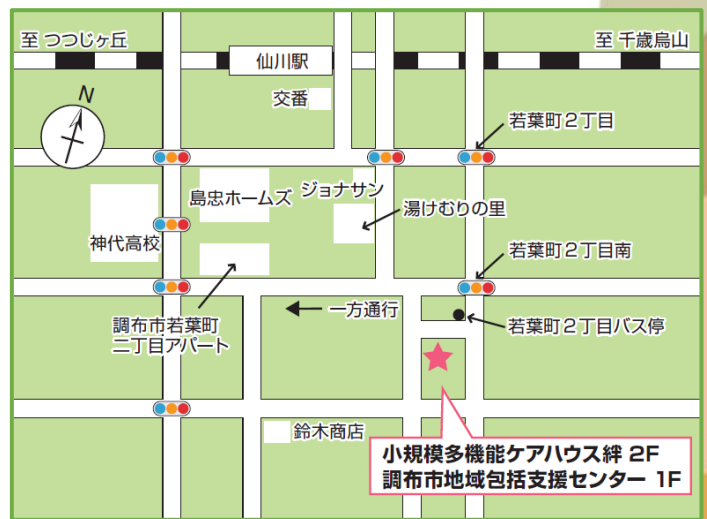 至 つつじヶ丘
至 千歳烏山
仙川駅
交番
N
若葉町2丁目
島忠ホームズ
ジョナサン
湯けむりの里
神代高校
若葉町2丁目南
調布市若葉町
二丁目アパート
一方通行
若葉町2丁目バス停
鈴木商店
小規模多機能ケアハウス絆 2F
調布市地域包括支援センター 1F